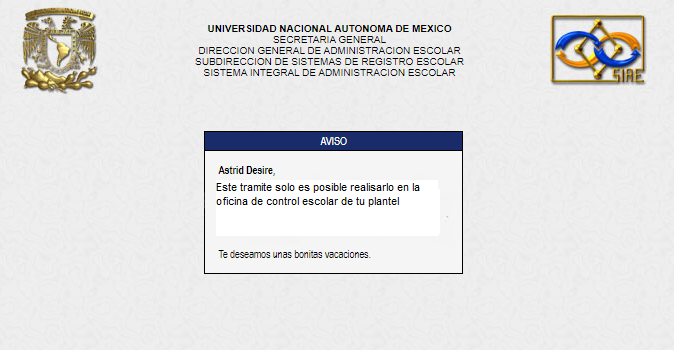 UNIVERSIDAD NACIONAL AUTONOMA DE MEXICO
SECRETARIA GENERAL
DIRECCION GENERAL DE ADMINISTRACION ESCOLAR
SUBDIRECCION DE SISTEMAS DE REGISTRO ESCOLAR
SISTEMA INTEGRAL DE ADMINISTRACION ESCOLAR
SIAE
AVISO
Astrid Desire,
Este tramite solo es posible realisarlo en la
oficina de control escolar de tu plantel
Te deseamos unas bonitas vacaciones.